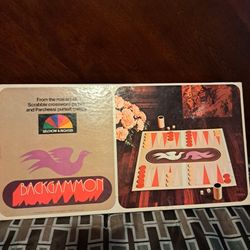 From the makers of
Scrabble crossword game
and Parcheesi pursuit game
SELCHOW & RIGHTER
BACKGAMMON